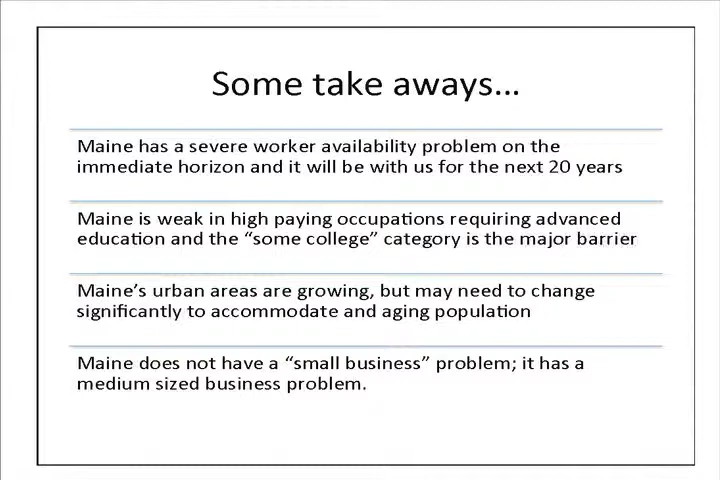 Some take aways...
Maine has a severe worker availability problem on the
immediate horizon and it will be with us for the next 20 years
Maine is weak in high paying occupations requiring advanced
education and the “some college” category is the major barrier
Maine’s urban areas are growing, but may need to change
significantly to accommodate and aging population
Maine does not have a “small business” problem; it has a
medium sized business problem.